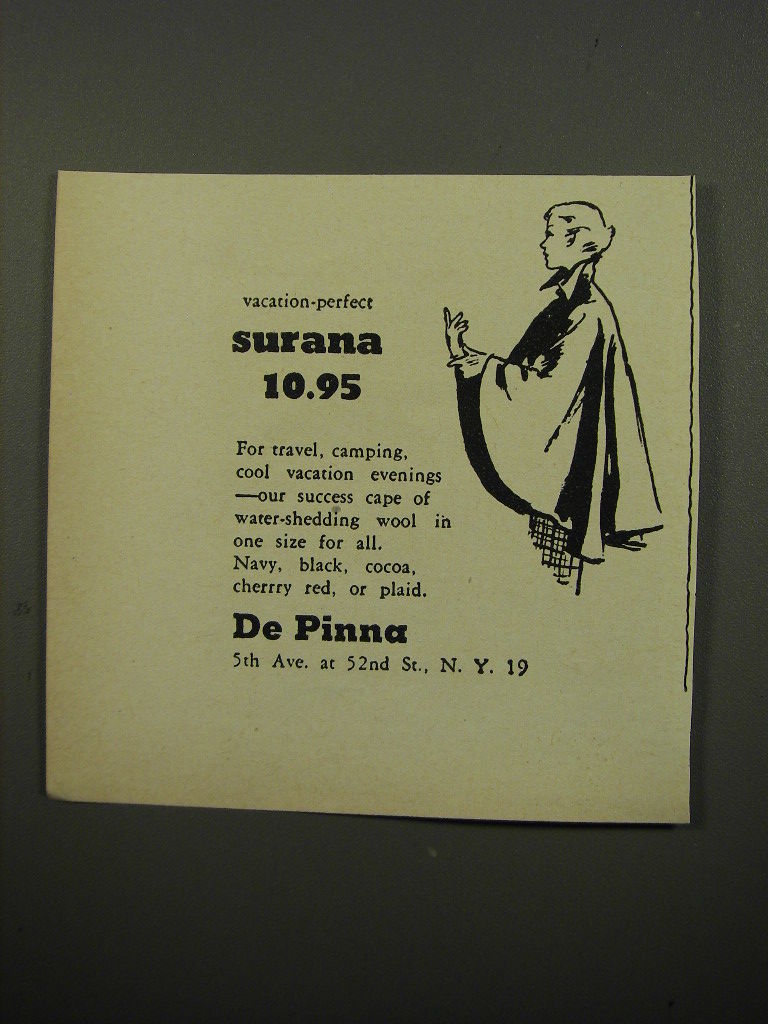 vacation-perfect
surana
10.95
For travel, camping,
cool vacation evenings
—our success cape of
water-shedding wool in
one size for all.
Navy, black, cocoa,
cherrry red, or plaid.
De Pinna
5th Ave. at 52nd St., N. Y. 19